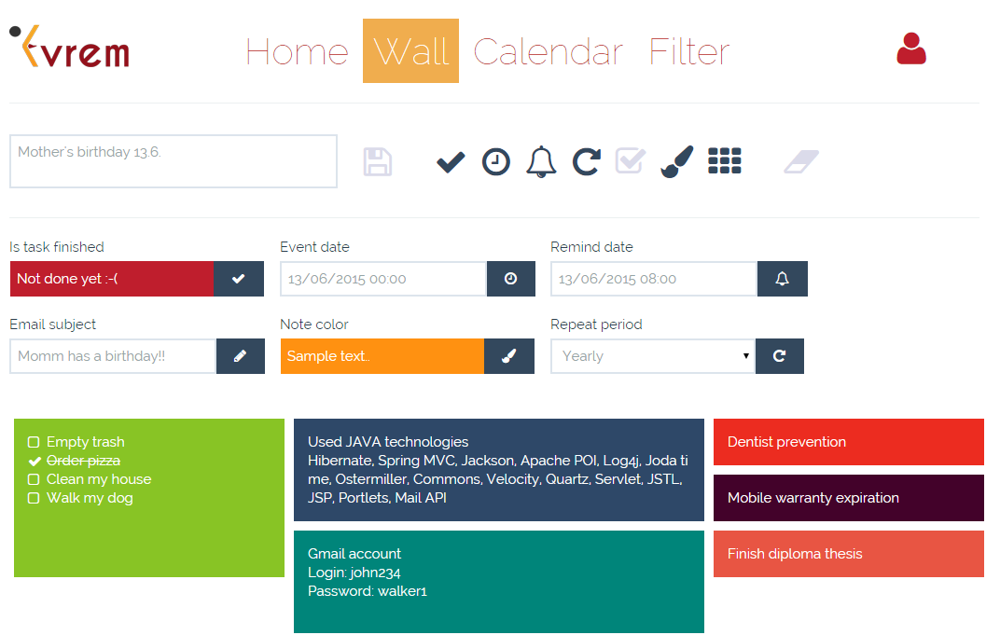 vrem
Home Wall Calendar Filter
Mother's birthday 13.6.
Is task finished Event date Remind date
Not done yet :-( 13/06/2015 00:00 13/06/2015 08:00
Email subject Note color Repeat period
Momm has a birthday!! Sample text.. Yearly
Empty trash
Order pizza
Clean my house
Walk my dog
Used JAVA technologies
Hibernate, Spring MVC, Jackson, Apache POI, Log4j, Joda ti
me, Ostermiller, Commons, Velocity, Quartz, Servlet, JSTL,
JSP, Portlets, Mail API
Gmail account
Login: john234
Password: walker1
Dentist prevention
Mobile warranty expiration
Finish diploma thesis